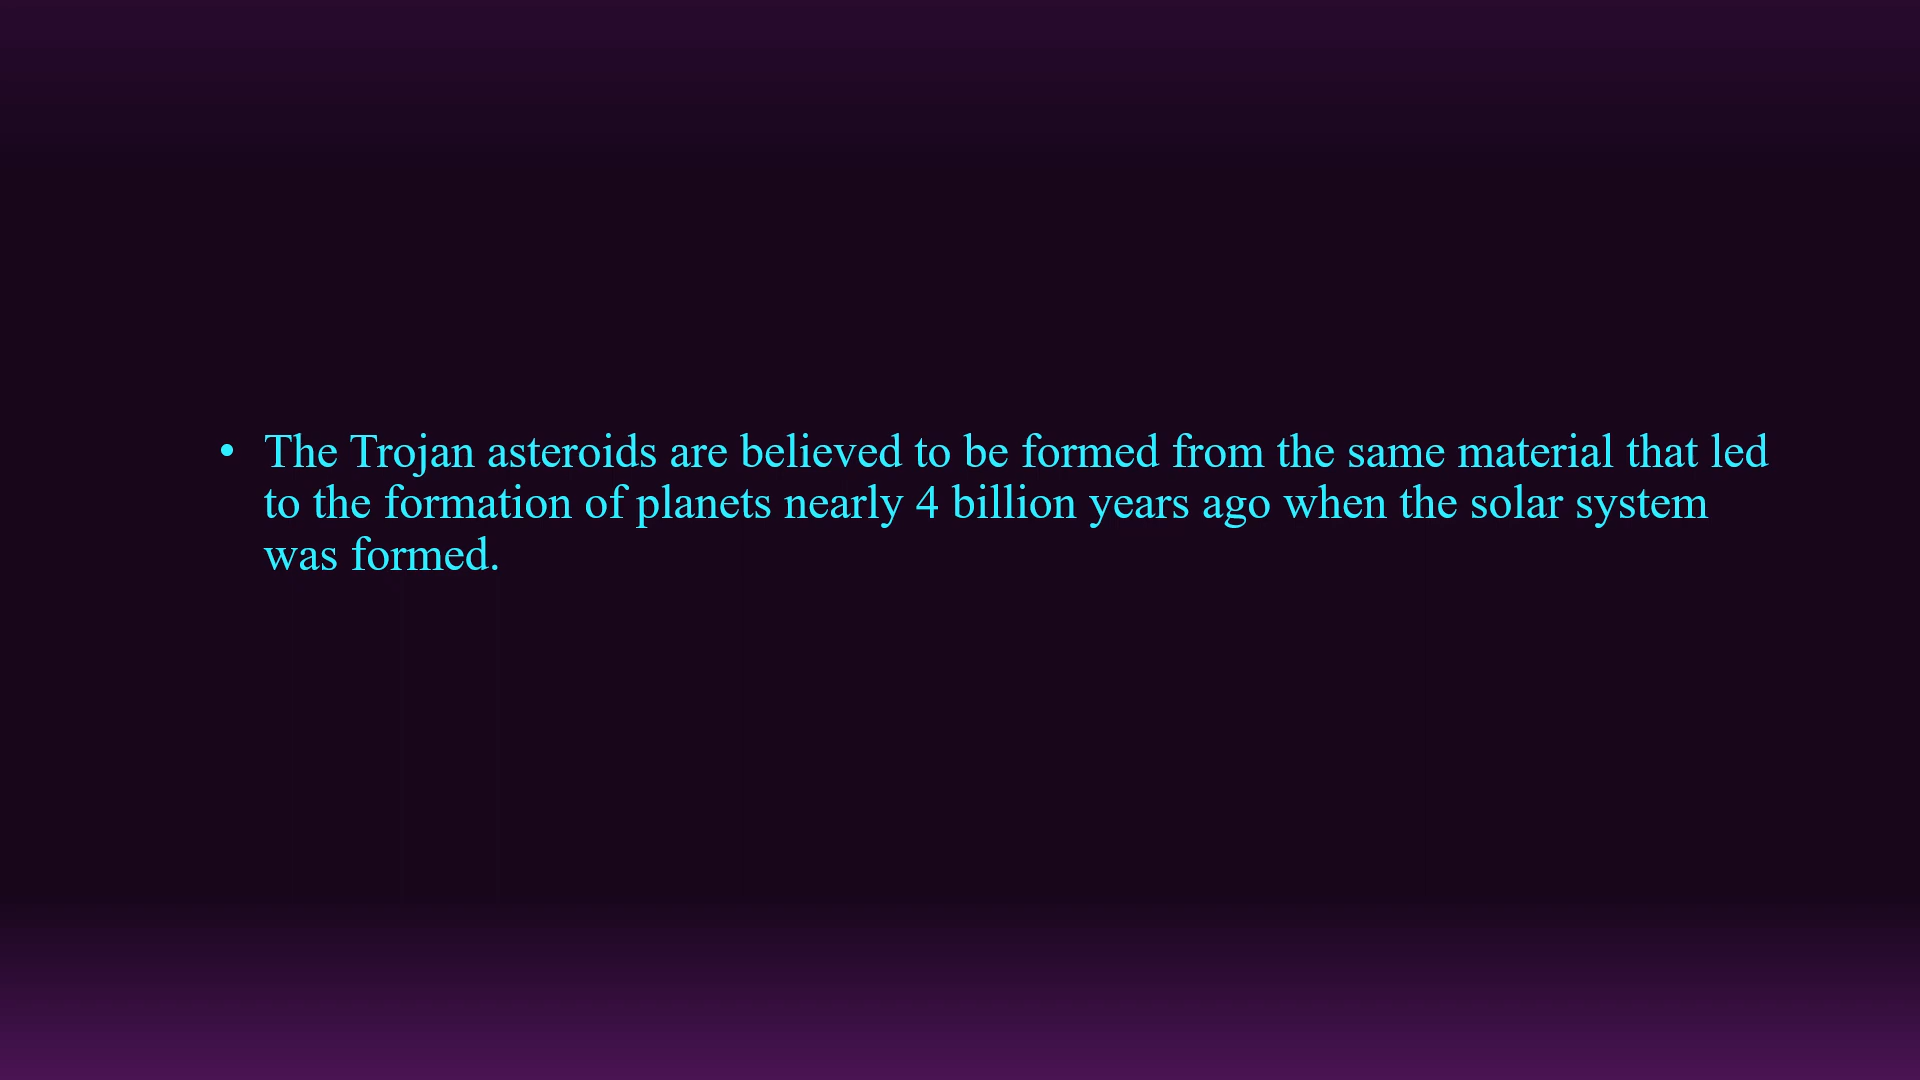 • The Trojan asteroids are believed to be formed from the same material that led
to the formation of planets nearly 4 billion years ago when the solar system
was formed.